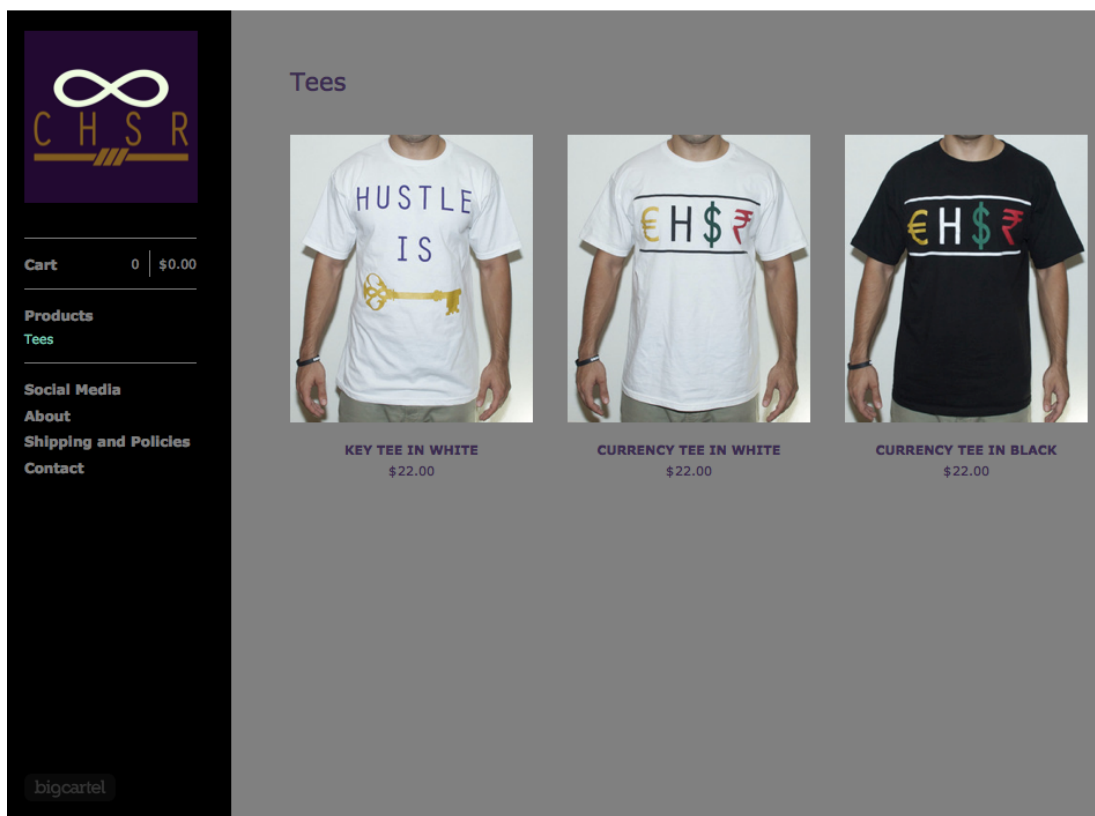 CHSR
Cart 0 $0.00
Products
Tees
Social Media
About
Shipping and Policies
Contact
bigcartel
Tees
HUSTLE
IS
KEY TEE IN WHITE
$22.00
€H$₹
CURRENCY TEE IN WHITE
$22.00
€H$₹
CURRENCY TEE IN BLACK
$22.00